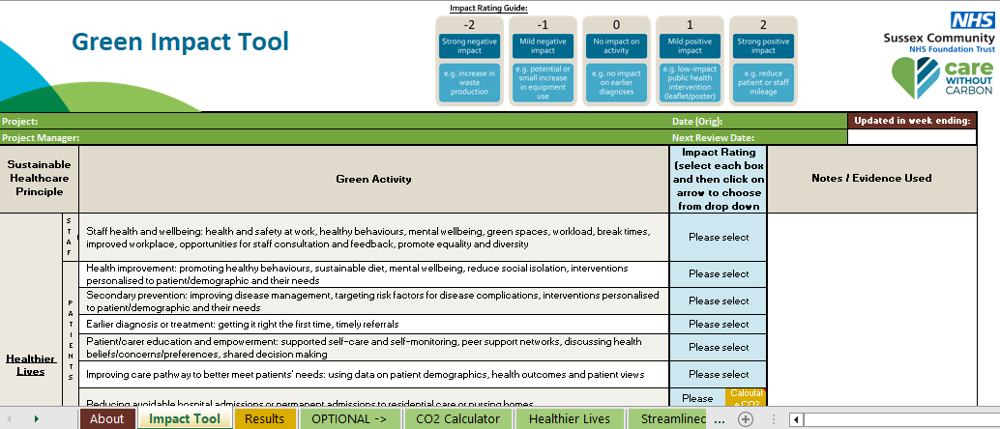 Impact Rating Guide:
Green Impact Tool
-2
Strong negative
impact
e.g. increase in
waste
production
-1
Mild negative
impact
e.g. potential or
small increase
in equipment
use
0
No impact on
activity
e.g. no impact
on earlier
diagnoses
1
Mild positive
impact
e.g. low-impact
public health
intervention
(leaflet/poster)
2
Strong positive
impact
e.g. reduce
patient or staff
mileage
NHS
Sussex Community
NHS Foundation Trust
care
WITHOUT
CARBON
Project:
Date (Orig):
Updated in week ending:
Project Manager:
Next Review Date:
Sustainable
Healthcare
Principle
Green Activity
Impact Rating
(select each box
and then click on
arrow to choose
from drop down
Notes / Evidence Used
Healthier
Lives
STAF
Staff health and wellbeing: health and safety at work, healthy behaviours, mental wellbeing, green spaces, workload, break times,
improved workplace, opportunities for staff consultation and feedback, promote equality and diversity
Please select
PATIENTS
Health improvement: promoting healthy behaviours, sustainable diet, mental wellbeing, reduce social isolation, interventions
personalised to patient/demographic and their needs
Please select
Secondary prevention: improving disease management, targeting risk factors for disease complications, interventions personalised
to patient/demographic and their needs
Please select
Earlier diagnosis or treatment: getting it right the first time, timely referrals
Please select
Patient/carer education and empowerment: supported self-care and self-monitoring, peer support networks, discussing health
beliefs/concerns/preferences, shared decision making
Please select
Improving care pathway to better meet patients' needs: using data on patient demographics, health outcomes and patient views
Please select
Reducing avoidable hospital admissions or permanent admissions to residential care or nursing homes
Please
Calculat
e CO2
About
Impact Tool
Results
OPTIONAL ->
CO2 Calculator
Healthier Lives
Streamlined
...